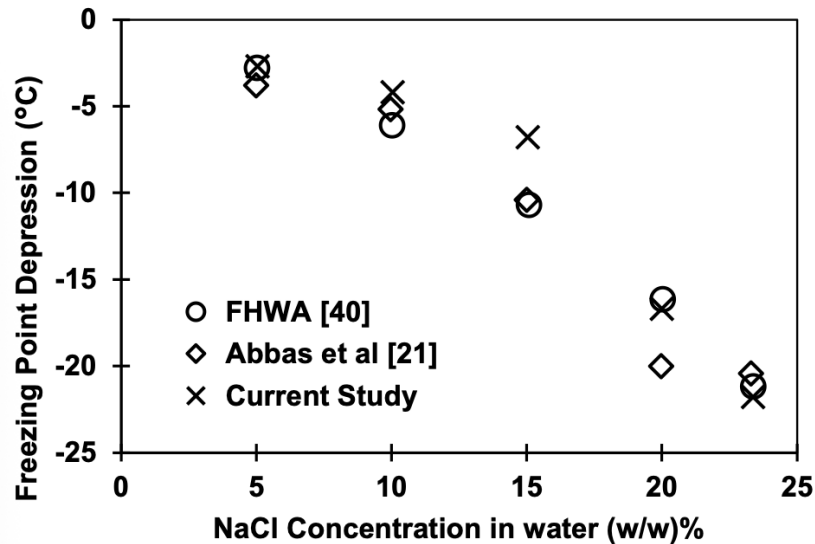 0
-5
-10
-15
-20
-25
Freezing Point Depression (°C)
FHWA [40]
Abbas et al [21]
Current Study
0 5 10 15 20 25
NaCl Concentration in water (w/w)%